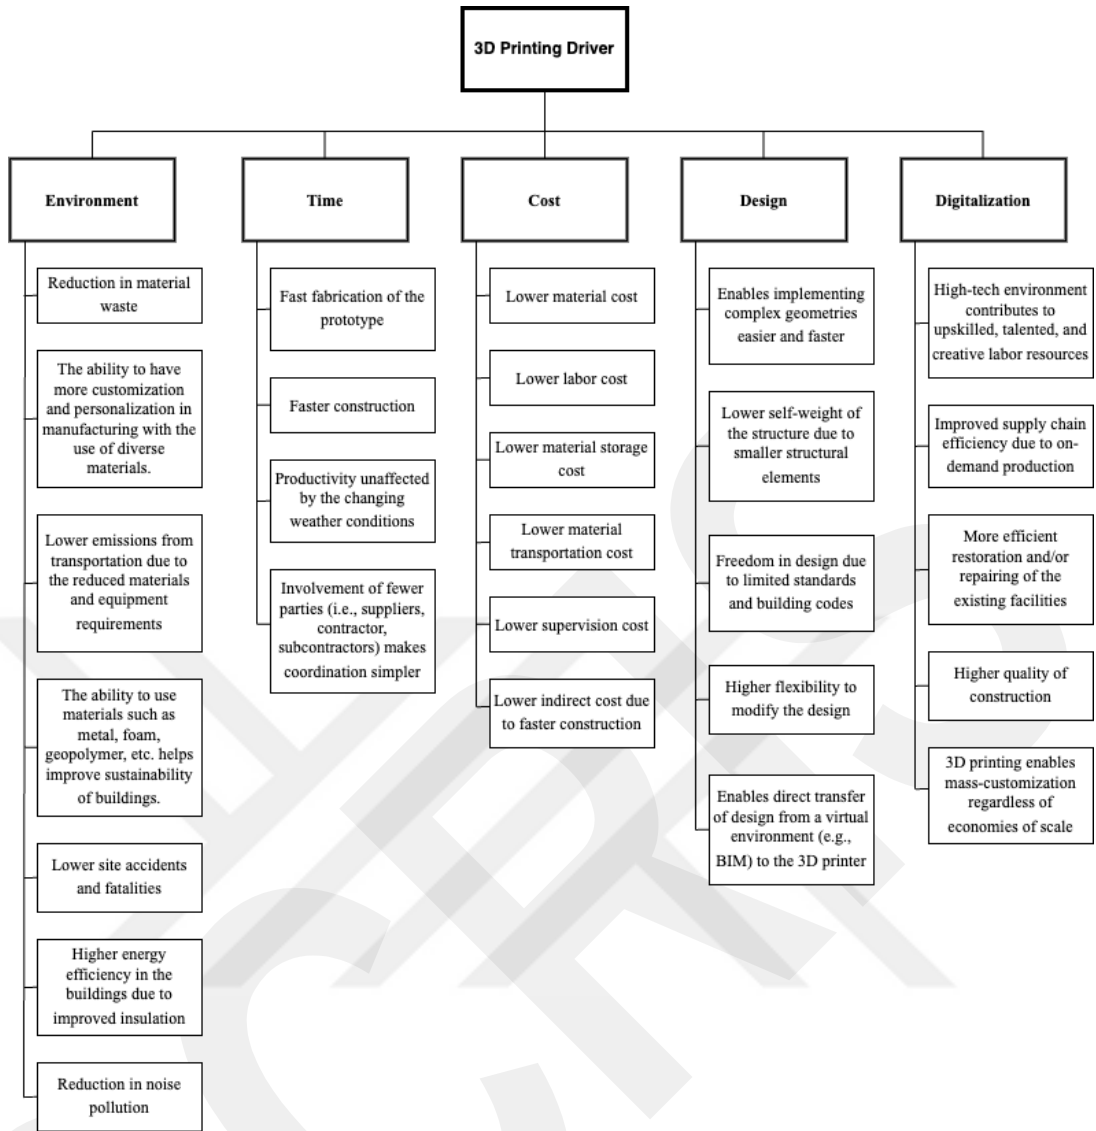 3D Printing Driver
Environment
Reduction in material
waste
The ability to have
more customization
and personalization in
manufacturing with the
use of diverse
materials.
Lower emissions from
transportation due to
the reduced materials
and equipment
requirements
The ability to use
materials such as
metal, foam,
geopolymer, etc. helps
improve sustainability
of buildings.
Lower site accidents
and fatalities
Higher energy
efficiency in the
buildings due to
improved insulation
Reduction in noise
pollution
Time
Fast fabrication of the
prototype
Faster construction
Productivity unaffected
by the changing
weather conditions
Involvement of fewer
parties (i.e., suppliers,
contractor,
subcontractors) makes
coordination simpler
Cost
Lower material cost
Lower labor cost
Lower material storage
cost
Lower material
transportation cost
Lower supervision cost
Lower indirect cost due
to faster construction
Design
Enables implementing
complex geometries
easier and faster
Lower self-weight of
the structure due to
smaller structural
elements
Freedom in design due
to limited standards
and building codes
Higher flexibility to
modify the design
Enables direct transfer
of design from a virtual
environment (e.g.,
BIM) to the 3D printer
Digitalization
High-tech environment
contributes to
upskilled, talented, and
creative labor resources
Improved supply chain
efficiency due to on-
demand production
More efficient
restoration and/or
repairing of the
existing facilities
Higher quality of
construction
3D printing enables
mass-customization
regardless of
economies of scale